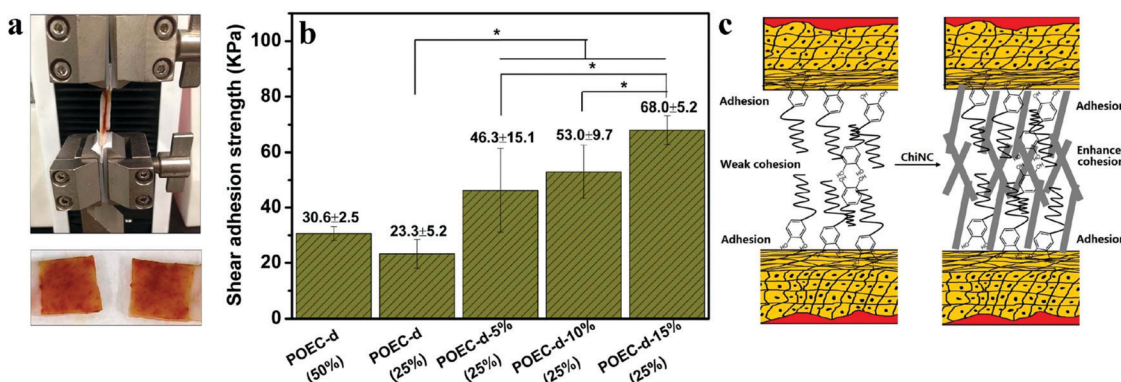 a
b
Shear adhesion strength (KPa)
100
80
60
40
20
0
30.6±2.5
23.3±5.2
46.3±15.1
53.0±9.7
68.0±5.2
*
*
*
POEC-d
(50%)
POEC-d
(25%)
POEC-d-5%
(25%)
POEC-d-10%
(25%)
POEC-d-15%
(25%)
c
Adhesion
Weak cohesion
Adhesion
ChiNC
Adhesion
Enhance
cohesion
Adhesion